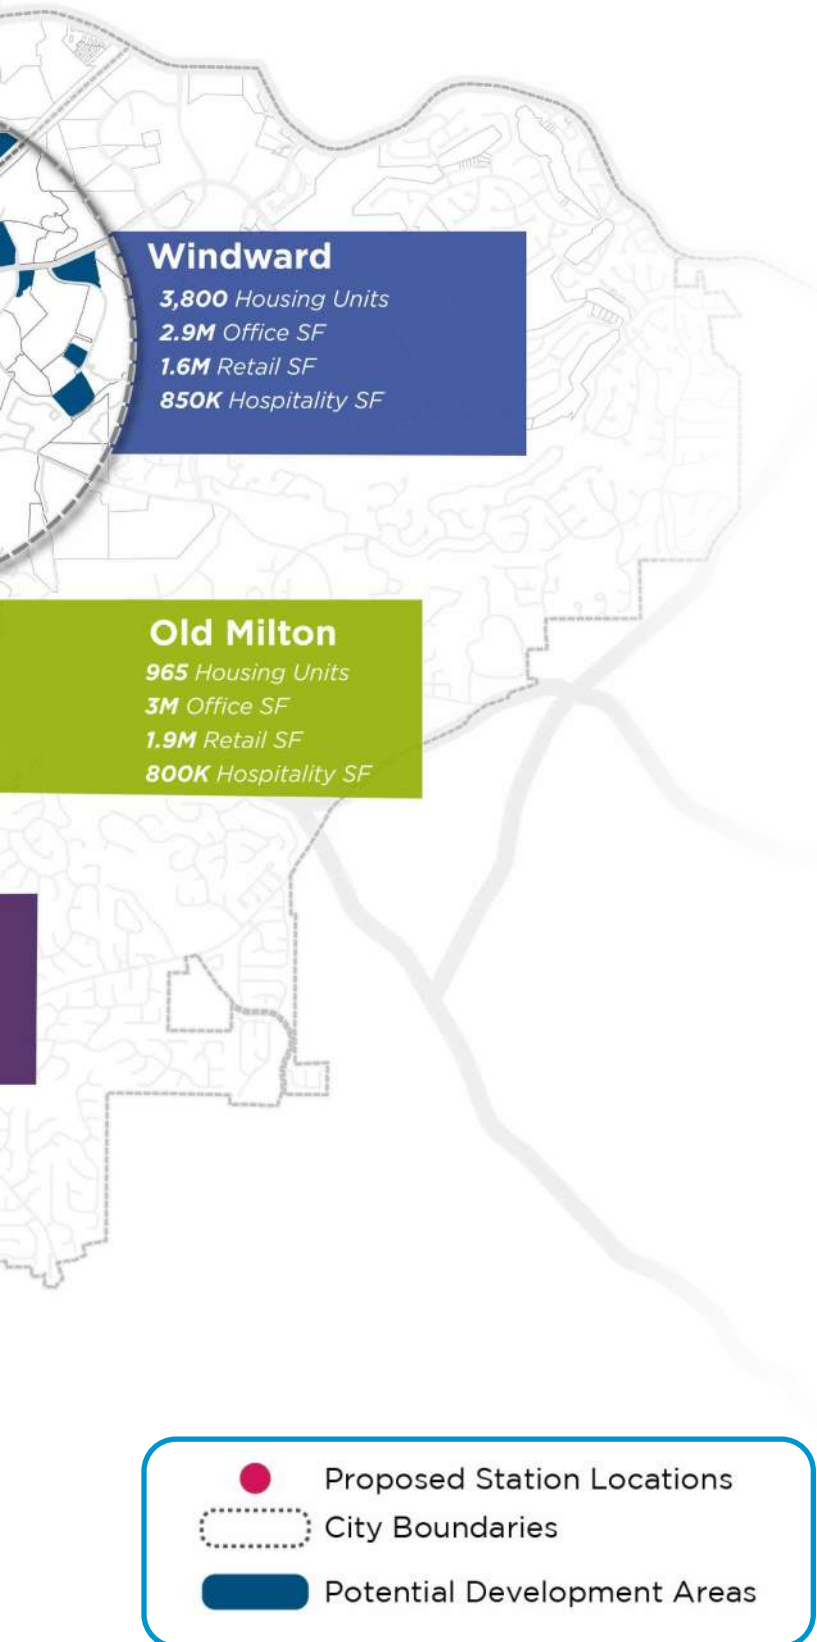 Windward
3,800 Housing Units
2.9M Office SF
1.6M Retail SF
850K Hospitality SF
Old Milton
965 Housing Units
3M Office SF
1.9M Retail SF
800K Hospitality SF
Proposed Station Locations
City Boundaries
Potential Development Areas